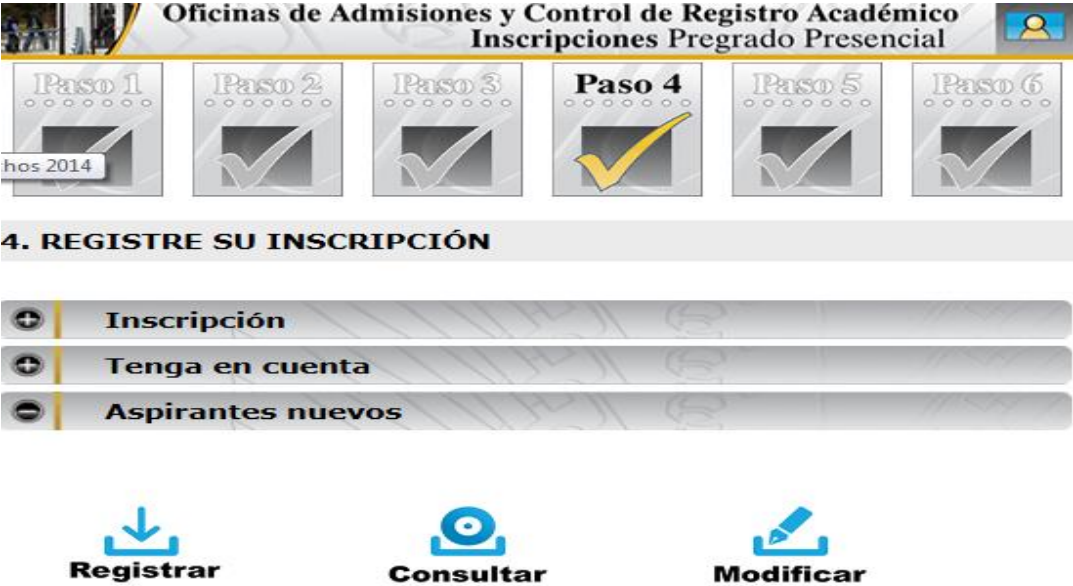 Oficinas de Admisiones y Control de Registro Académico
Inscripciones Pregrado Presencial
Paso 1 Paso 2 Paso 3 Paso 4 Paso 5 Paso 6
hos 2014
4. REGISTRE SU INSCRIPCIÓN
Inscripción
Tenga en cuenta
Aspirantes nuevos
Registrar Consultar Modificar